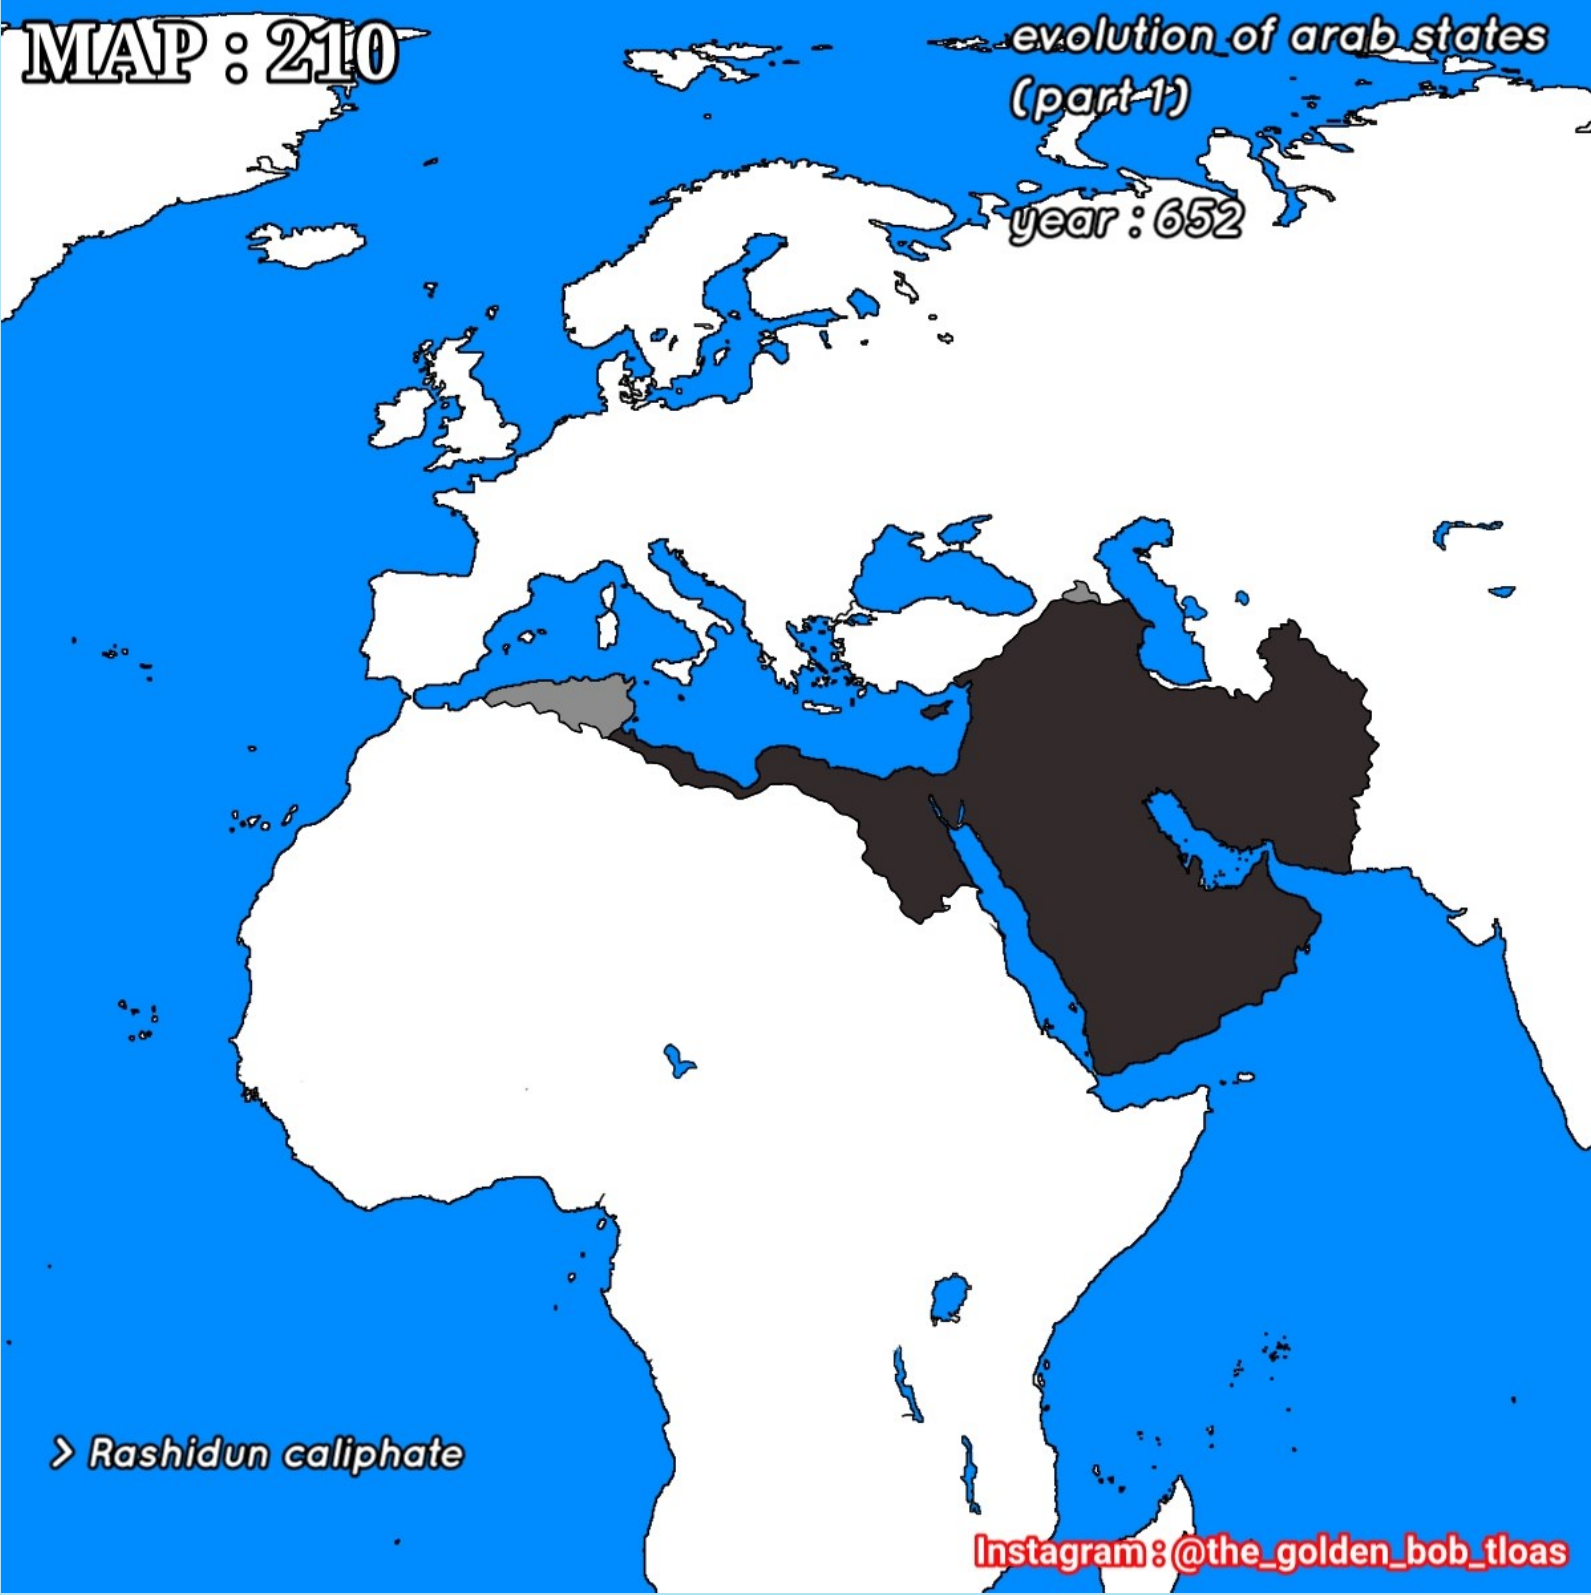 MAP : 210
evolution of arab states
(part 1)
year : 652
> Rashidun caliphate
Instagram : @the_golden_bob_tloas